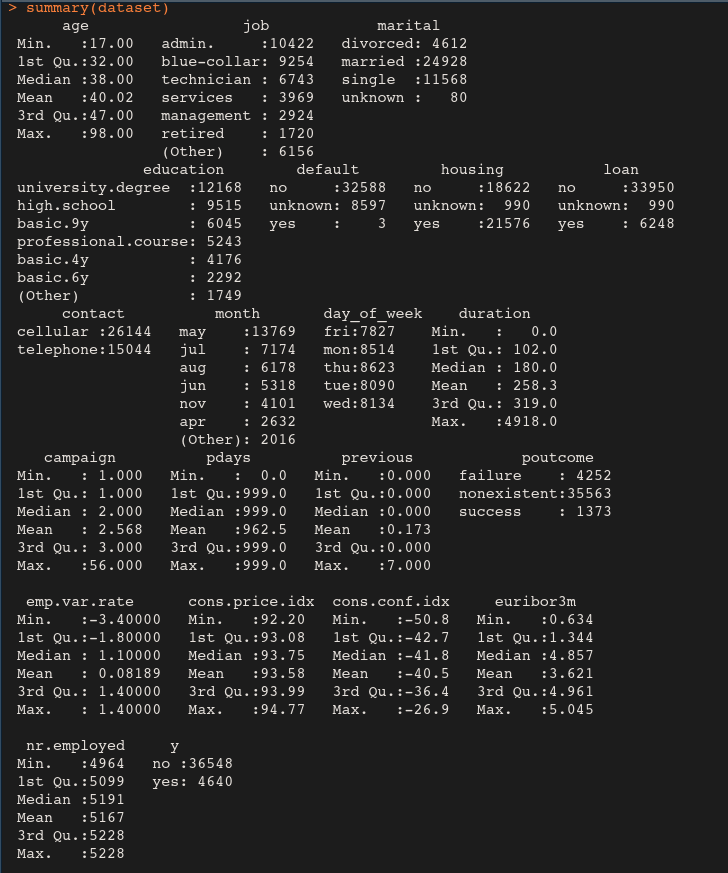 > summary(dataset)
      age              job            marital
 Min.   :17.00   admin.     :10422   divorced: 4612
 1st Qu.:32.00   blue-collar: 9254   married :24928
 Median :38.00   technician : 6743   single  :11568
 Mean   :40.02   services   : 3969   unknown :   80
 3rd Qu.:47.00   management : 2924
 Max.   :98.00   retired    : 1720
                 (Other)    : 6156
               education        default         housing           loan
 university.degree  :12168   no     :32588   no     :18622   no     :33950
 high.school        : 9515   unknown: 8597   unknown:  990   unknown:  990
 basic.9y           : 6045   yes    :    3   yes    :21576   yes    : 6248
 professional.course: 5243
 basic.4y           : 4176
 basic.6y           : 2292
 (Other)            : 1749
      contact          month       day_of_week    duration
 cellular :26144   may    :13769   fri:7827    Min.   :   0.0
 telephone:15044   jul    : 7174   mon:8514    1st Qu.: 102.0
                   aug    : 6178   thu:8623    Median : 180.0
                   jun    : 5318   tue:8090    Mean   : 258.3
                   nov    : 4101   wed:8134    3rd Qu.: 319.0
                   apr    : 2632               Max.   :4918.0
                   (Other): 2016
    campaign          pdays          previous            poutcome
 Min.   : 1.000   Min.   :  0.0   Min.   :0.000   failure    : 4252
 1st Qu.: 1.000   1st Qu.:999.0   1st Qu.:0.000   nonexistent:35563
 Median : 2.000   Median :999.0   Median :0.000   success    : 1373
 Mean   : 2.568   Mean   :962.5   Mean   :0.173
 3rd Qu.: 3.000   3rd Qu.:999.0   3rd Qu.:0.000
 Max.   :56.000   Max.   :999.0   Max.   :7.000
  emp.var.rate      cons.price.idx  cons.conf.idx     euribor3m
 Min.   :-3.40000   Min.   :92.20   Min.   :-50.8   Min.   :0.634
 1st Qu.:-1.80000   1st Qu.:93.08   1st Qu.:-42.7   1st Qu.:1.344
 Median : 1.10000   Median :93.75   Median :-41.8   Median :4.857
 Mean   : 0.08189   Mean   :93.58   Mean   :-40.5   Mean   :3.621
 3rd Qu.: 1.40000   3rd Qu.:93.99   3rd Qu.:-36.4   3rd Qu.:4.961
 Max.   : 1.40000   Max.   :94.77   Max.   :-26.9   Max.   :5.045
  nr.employed     y
 Min.   :4964   no :36548
 1st Qu.:5099   yes: 4640
 Median :5191
 Mean   :5167
 3rd Qu.:5228
 Max.   :5228